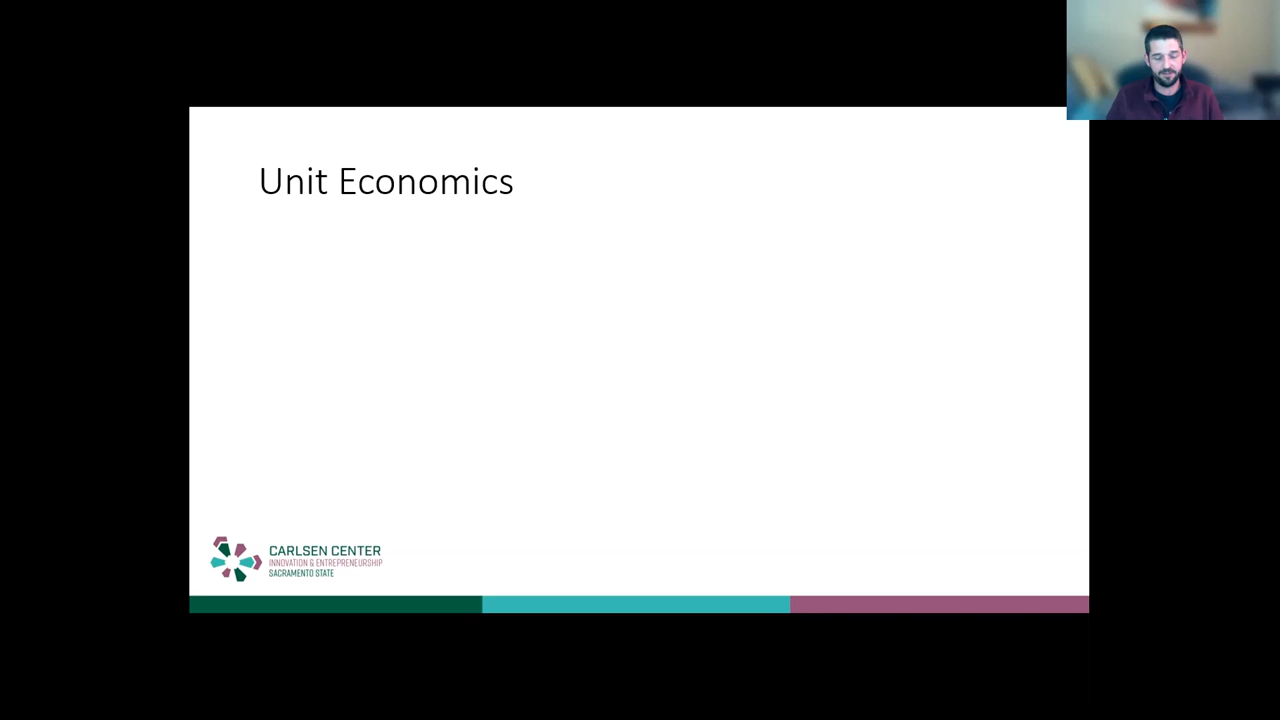 Unit Economics
CARLSEN CENTER
INNOVATION & ENTREPRENEURSHIP
SACRAMENTO STATE